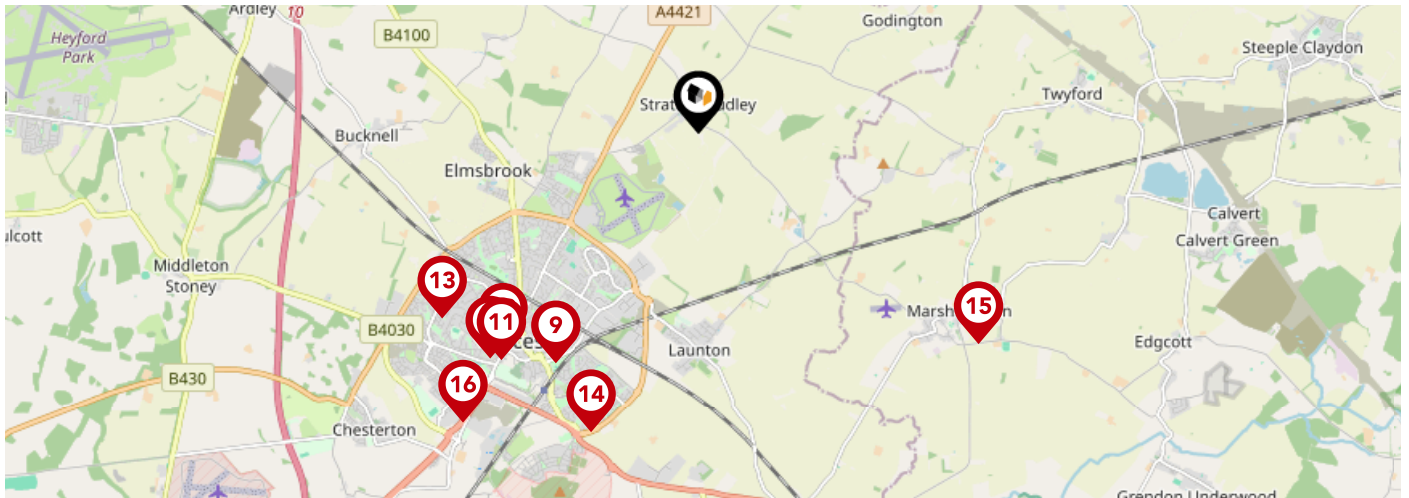 Ardley
10
A4421
Godington
Heyford
Park
B4100
Steeple Claydon
Twyford
Bucknell
Elmsbrook
Calvert
Calvert Green
Middleton
Stoney
13
15
11
9
B4030
Launton
Edgcott
B430
16
14
Chesterton
Grendon Underwood